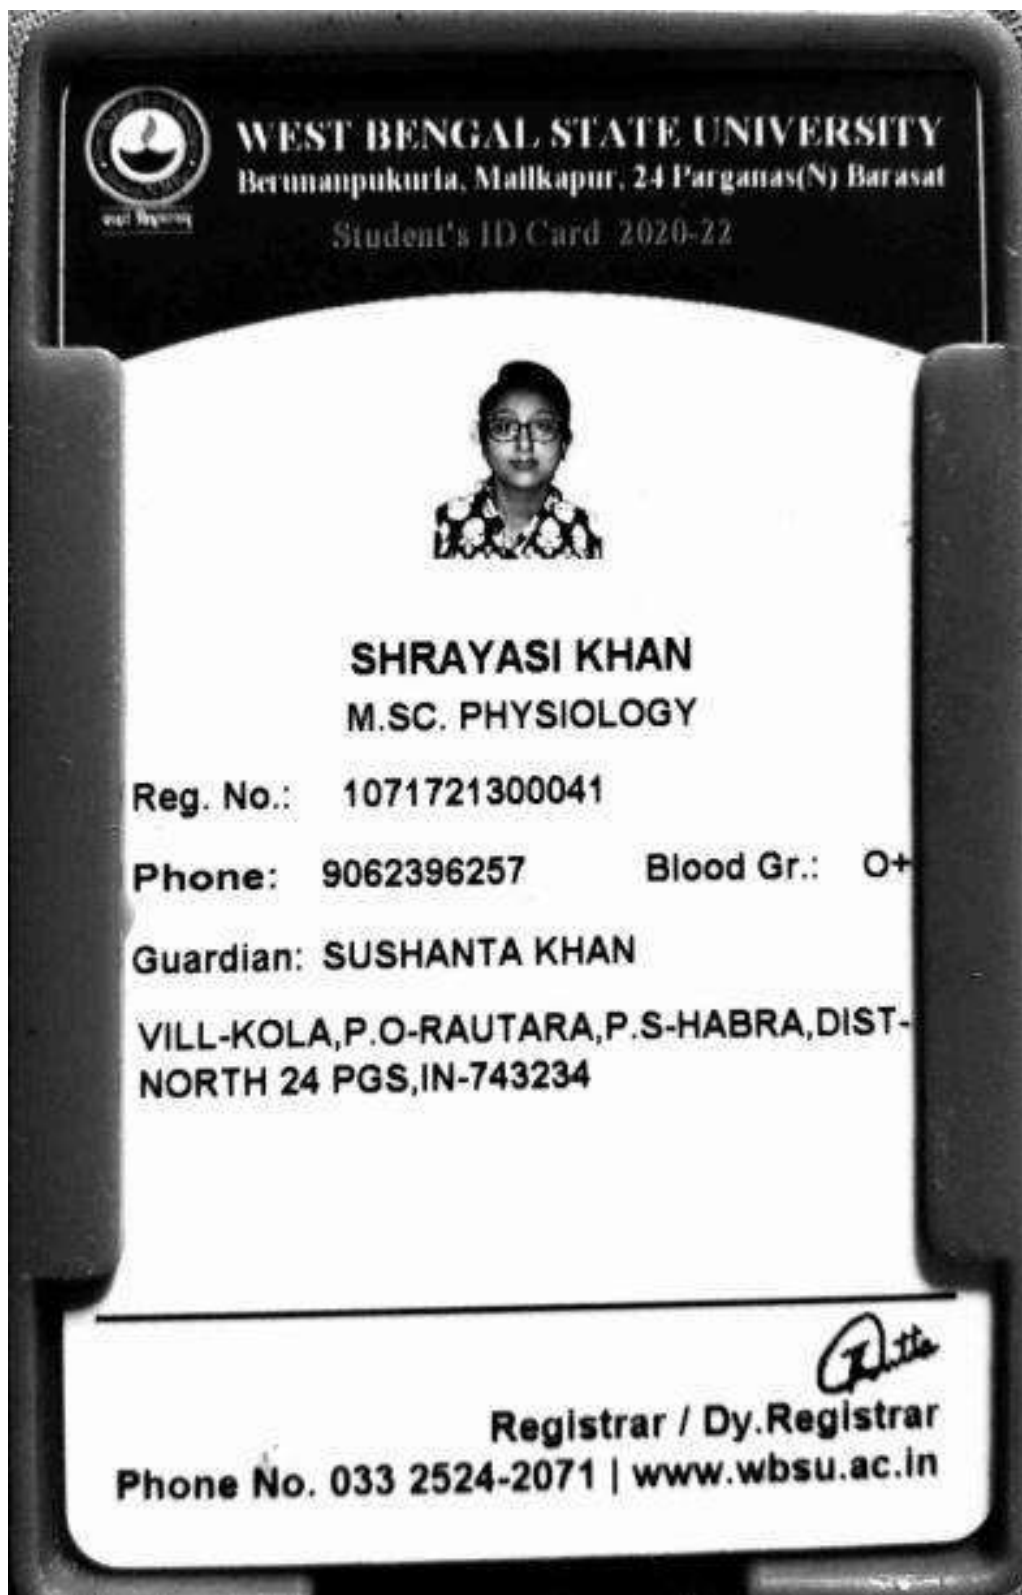 WEST BENGAL STATE UNIVERSITY
Berunanpukuria, Malikapur, 24 Parganas(N) Barasat
Student's ID Card 2020-22
SHRAYASI KHAN
M.SC. PHYSIOLOGY
Reg. No.: 1071721300041
Phone: 9062396257 Blood Gr.: O+
Guardian: SUSHANTA KHAN
VILL-KOLA,P.O-RAUTARA,P.S-HABRA,DIST-
NORTH 24 PGS,IN-743234
Registrar / Dy.Registrar
Phone No. 033 2524-2071 | www.wbsu.ac.in